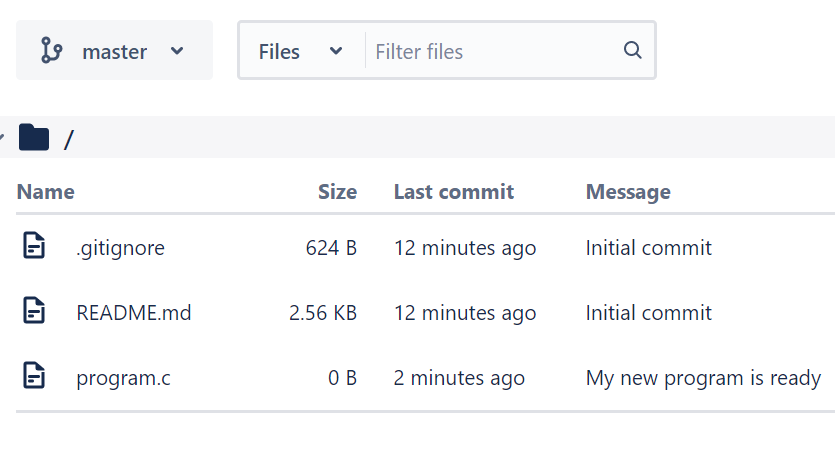 master Files Filter files
/
Name Size Last commit Message
.gitignore 624 B 12 minutes ago Initial commit
README.md 2.56 KB 12 minutes ago Initial commit
program.c 0 B 2 minutes ago My new program is ready